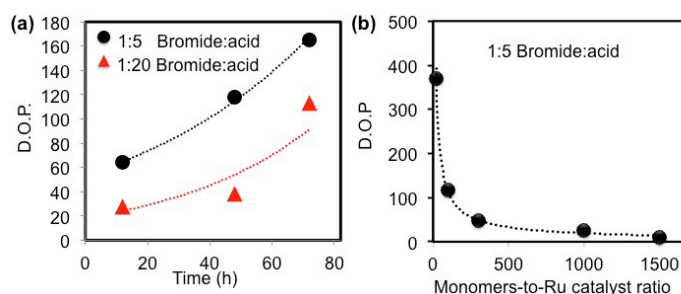 (a)
180
160
140
120
100
80
60
40
20
0
D.O.P.
1:5 Bromide:acid
1:20 Bromide:acid
0 20 40 60 80
Time (h)
(b)
500
400
300
200
100
0
D.O.P
1:5 Bromide:acid
0 500 1000 1500
Monomers-to-Ru catalyst ratio